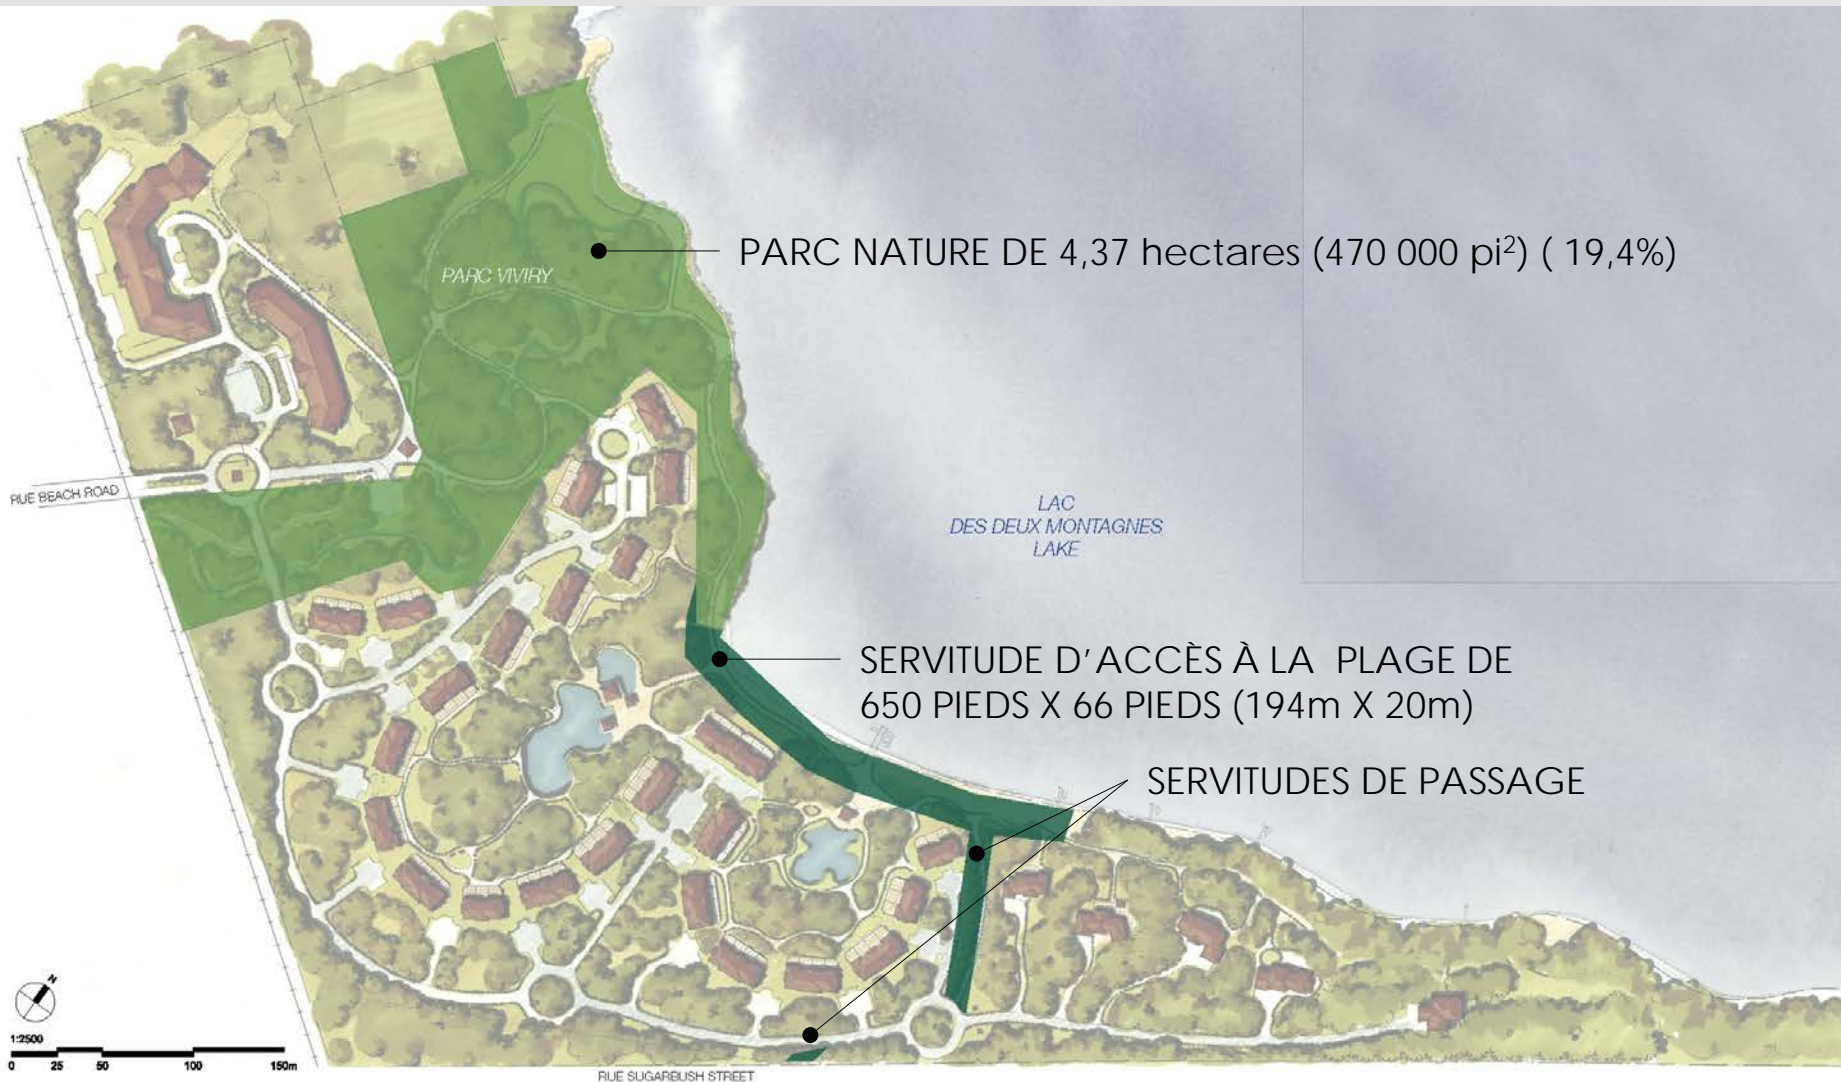 PARC NATURE DE 4,37 hectares (470 000 pi²) ( 19,4%)
PARC VIVIRY
RUE BEACH ROAD
LAC
DES DEUX MONTAGNES
LAKE
SERVITUDE D'ACCÈS À LA PLAGE DE
650 PIEDS X 66 PIEDS (194m X 20m)
SERVITUDES DE PASSAGE
N
1:2500
0 25 50 100 150m
RUE SUGARBUSH STREET